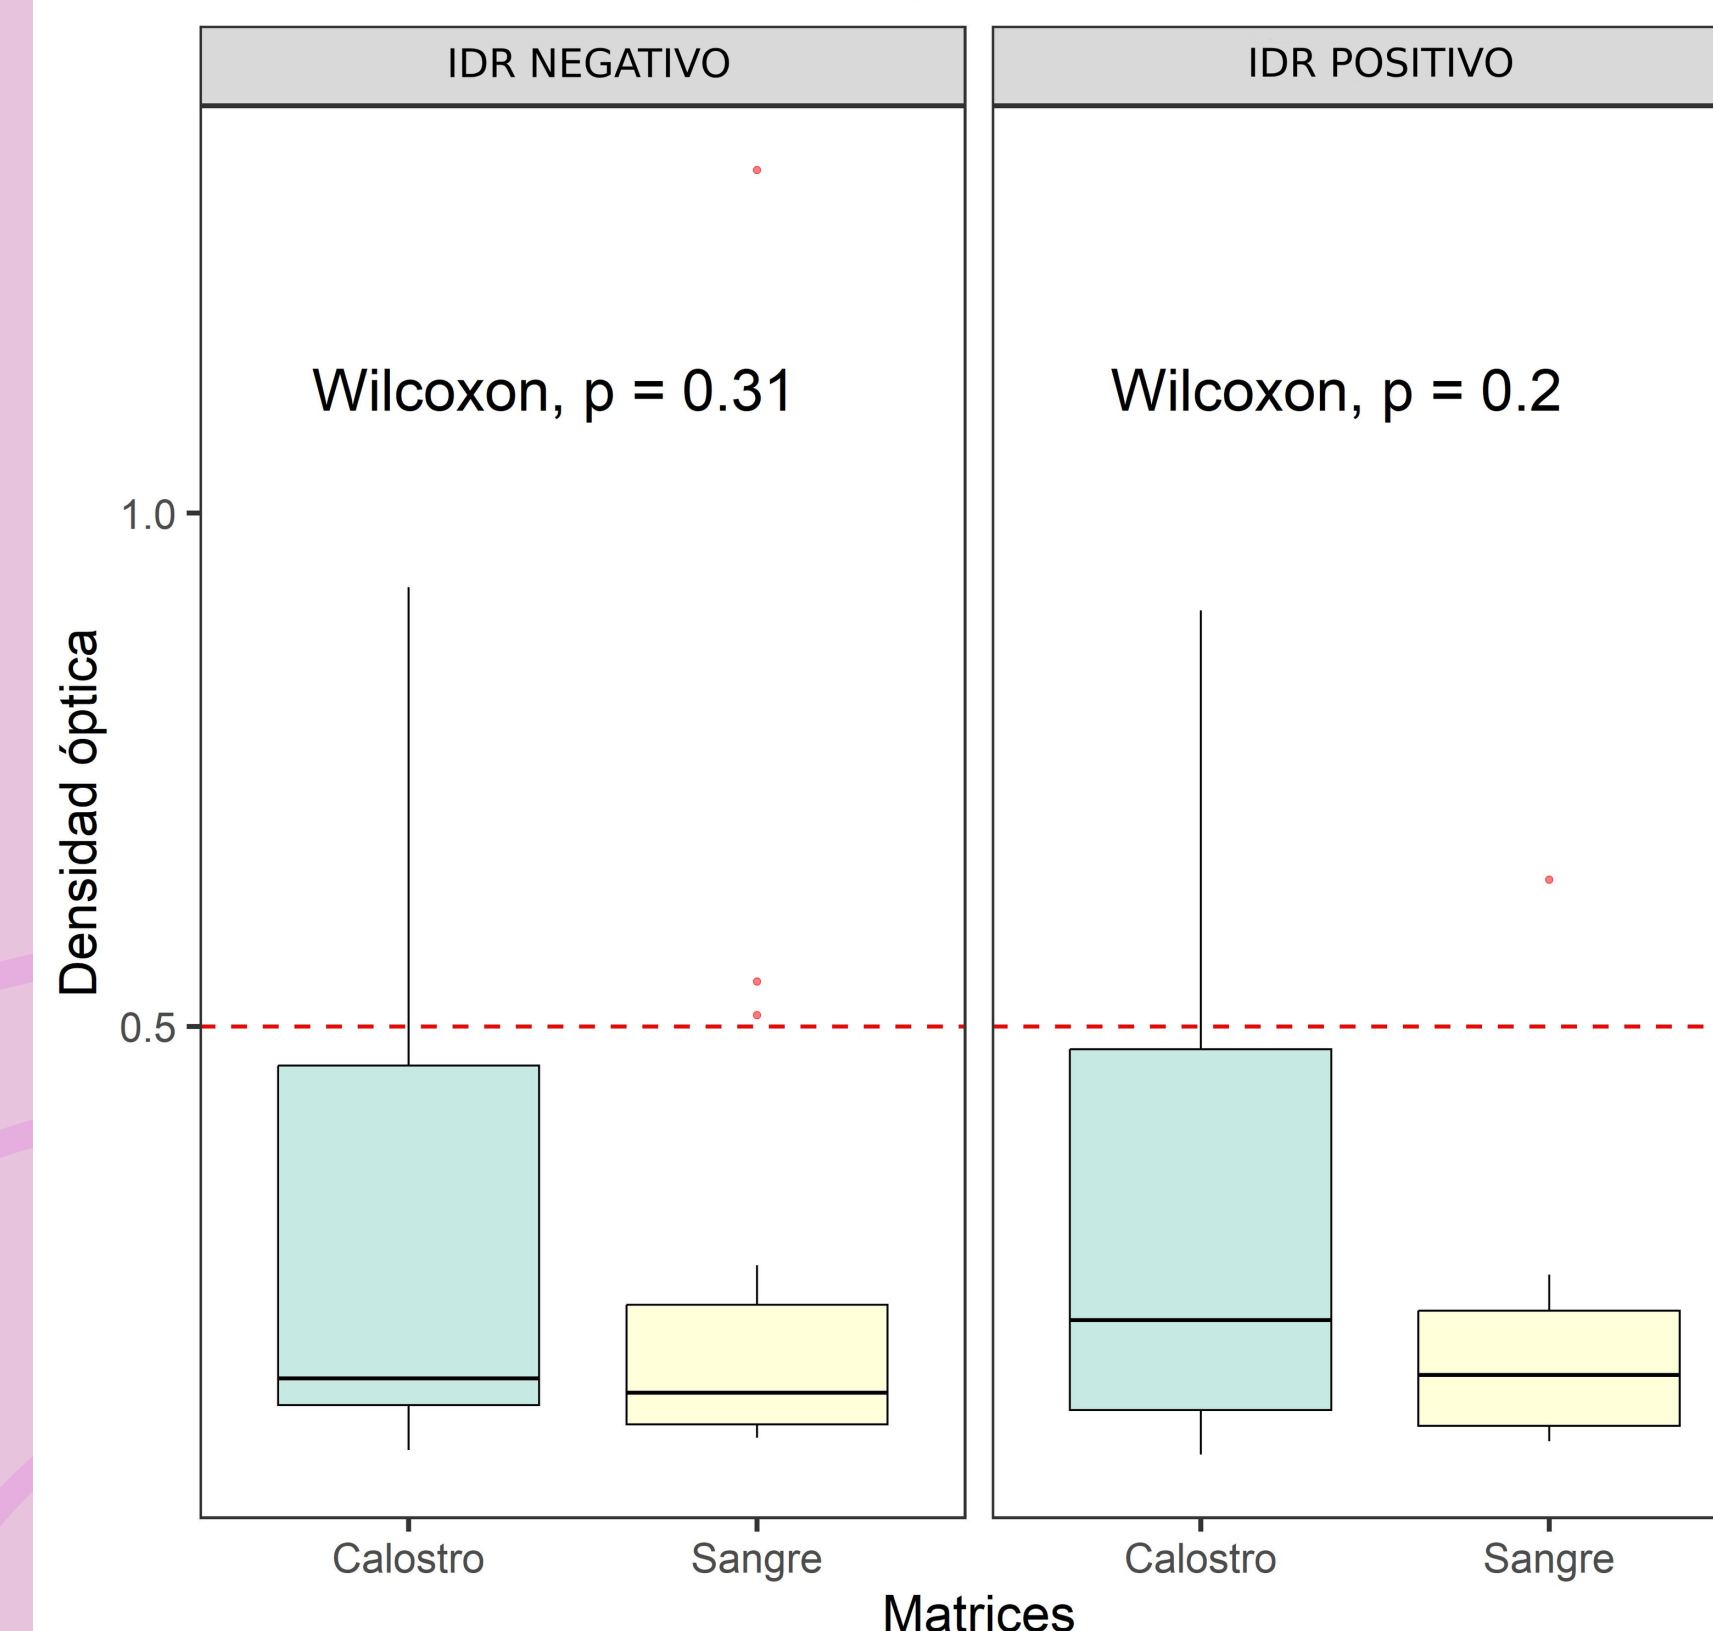 IDR NEGATIVO
IDR POSITIVO
Wilcoxon, p = 0.31
Wilcoxon, p = 0.2
1.0
0.5
Densidad óptica
Calostro
Sangre
Calostro
Sangre
Matrices